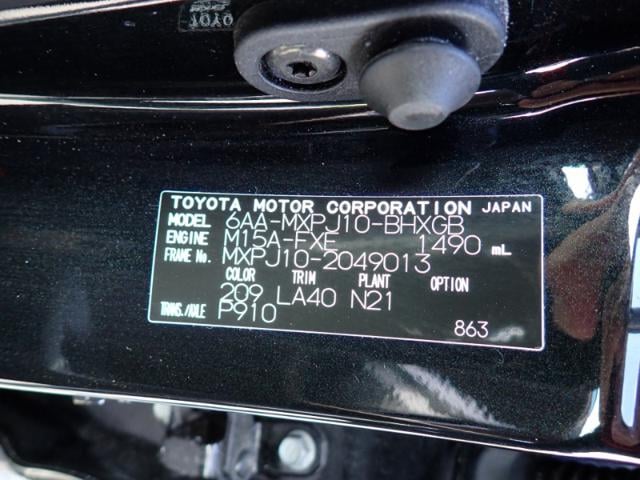 TOYOTA
TOYOTA MOTOR CORPORATION JAPAN
MODEL 6AA-MXPJ10-BHXGB
ENGINE M15A-FXE 1490 mL
FRAME No. MXPJ10-2049013
COLOR TRIM PLANT OPTION
209 LA40 N21
TRANS./AXLE P910
863